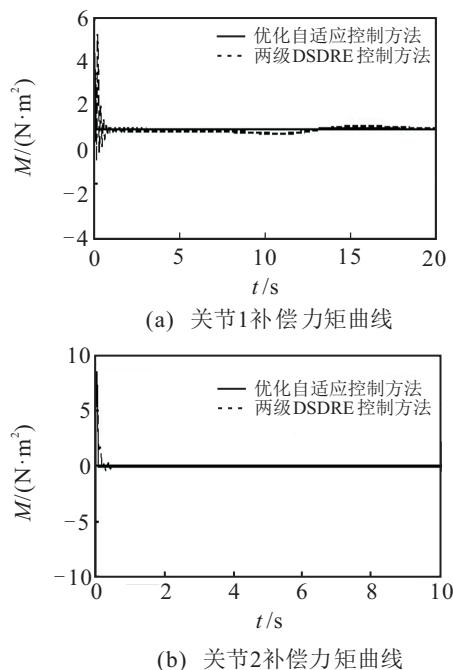 6
优化自适应控制方法
两级DSDRE控制方法
4
2
0
−2
−4
M/(N·m²)
0 5 10 15 20
t/s
(a) 关节1补偿力矩曲线
10
优化自适应控制方法
两级DSDRE控制方法
5
0
−5
−10
M/(N·m²)
0 2 4 6 8 10
t/s
(b) 关节2补偿力矩曲线